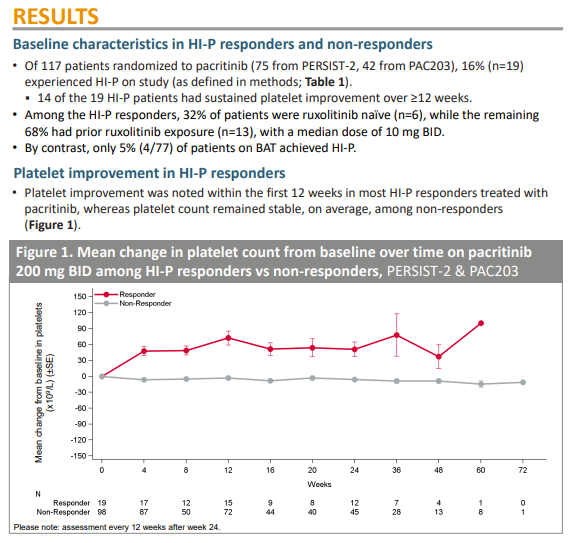 RESULTS
Baseline characteristics in HI-P responders and non-responders
• Of 117 patients randomized to pacritinib (75 from PERSIST-2, 42 from PAC203), 16% (n=19)
experienced HI-P on study (as defined in methods; Table 1).
▪ 14 of the 19 HI-P patients had sustained platelet improvement over ≥12 weeks.
• Among the HI-P responders, 32% of patients were ruxolitinib naïve (n=6), while the remaining
68% had prior ruxolitinib exposure (n=13), with a median dose of 10 mg BID.
• By contrast, only 5% (4/77) of patients on BAT achieved HI-P.
Platelet improvement in HI-P responders
• Platelet improvement was noted within the first 12 weeks in most HI-P responders treated with
pacritinib, whereas platelet count remained stable, on average, among non-responders
(Figure 1).
Figure 1. Mean change in platelet count from baseline over time on pacritinib
200 mg BID among HI-P responders vs non-responders, PERSIST-2 & PAC203
Mean change from baseline in platelets
(x10⁹/L) (±SE)
150
120
90
60
30
0
-30
-60
-90
-120
-150
Responder
Non-Responder
0 4 8 12 16 20 24 36 48 60 72
Weeks
N
Responder 19 17 12 15 9 8 12 7 4 1 0
Non-Responder 98 87 50 72 44 40 45 28 13 8 1
Please note: assessment every 12 weeks after week 24.